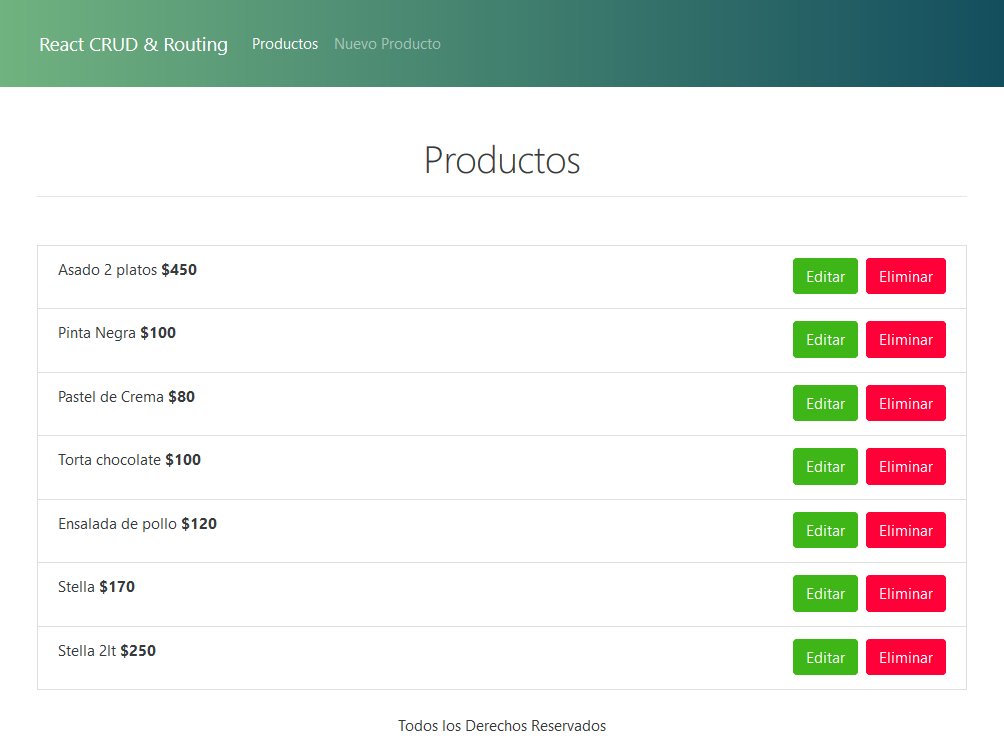 React CRUD & Routing Productos Nuevo Producto
Productos
Asado 2 platos $450 Editar Eliminar
Pinta Negra $100 Editar Eliminar
Pastel de Crema $80 Editar Eliminar
Torta chocolate $100 Editar Eliminar
Ensalada de pollo $120 Editar Eliminar
Stella $170 Editar Eliminar
Stella 2lt $250 Editar Eliminar
Todos los Derechos Reservados